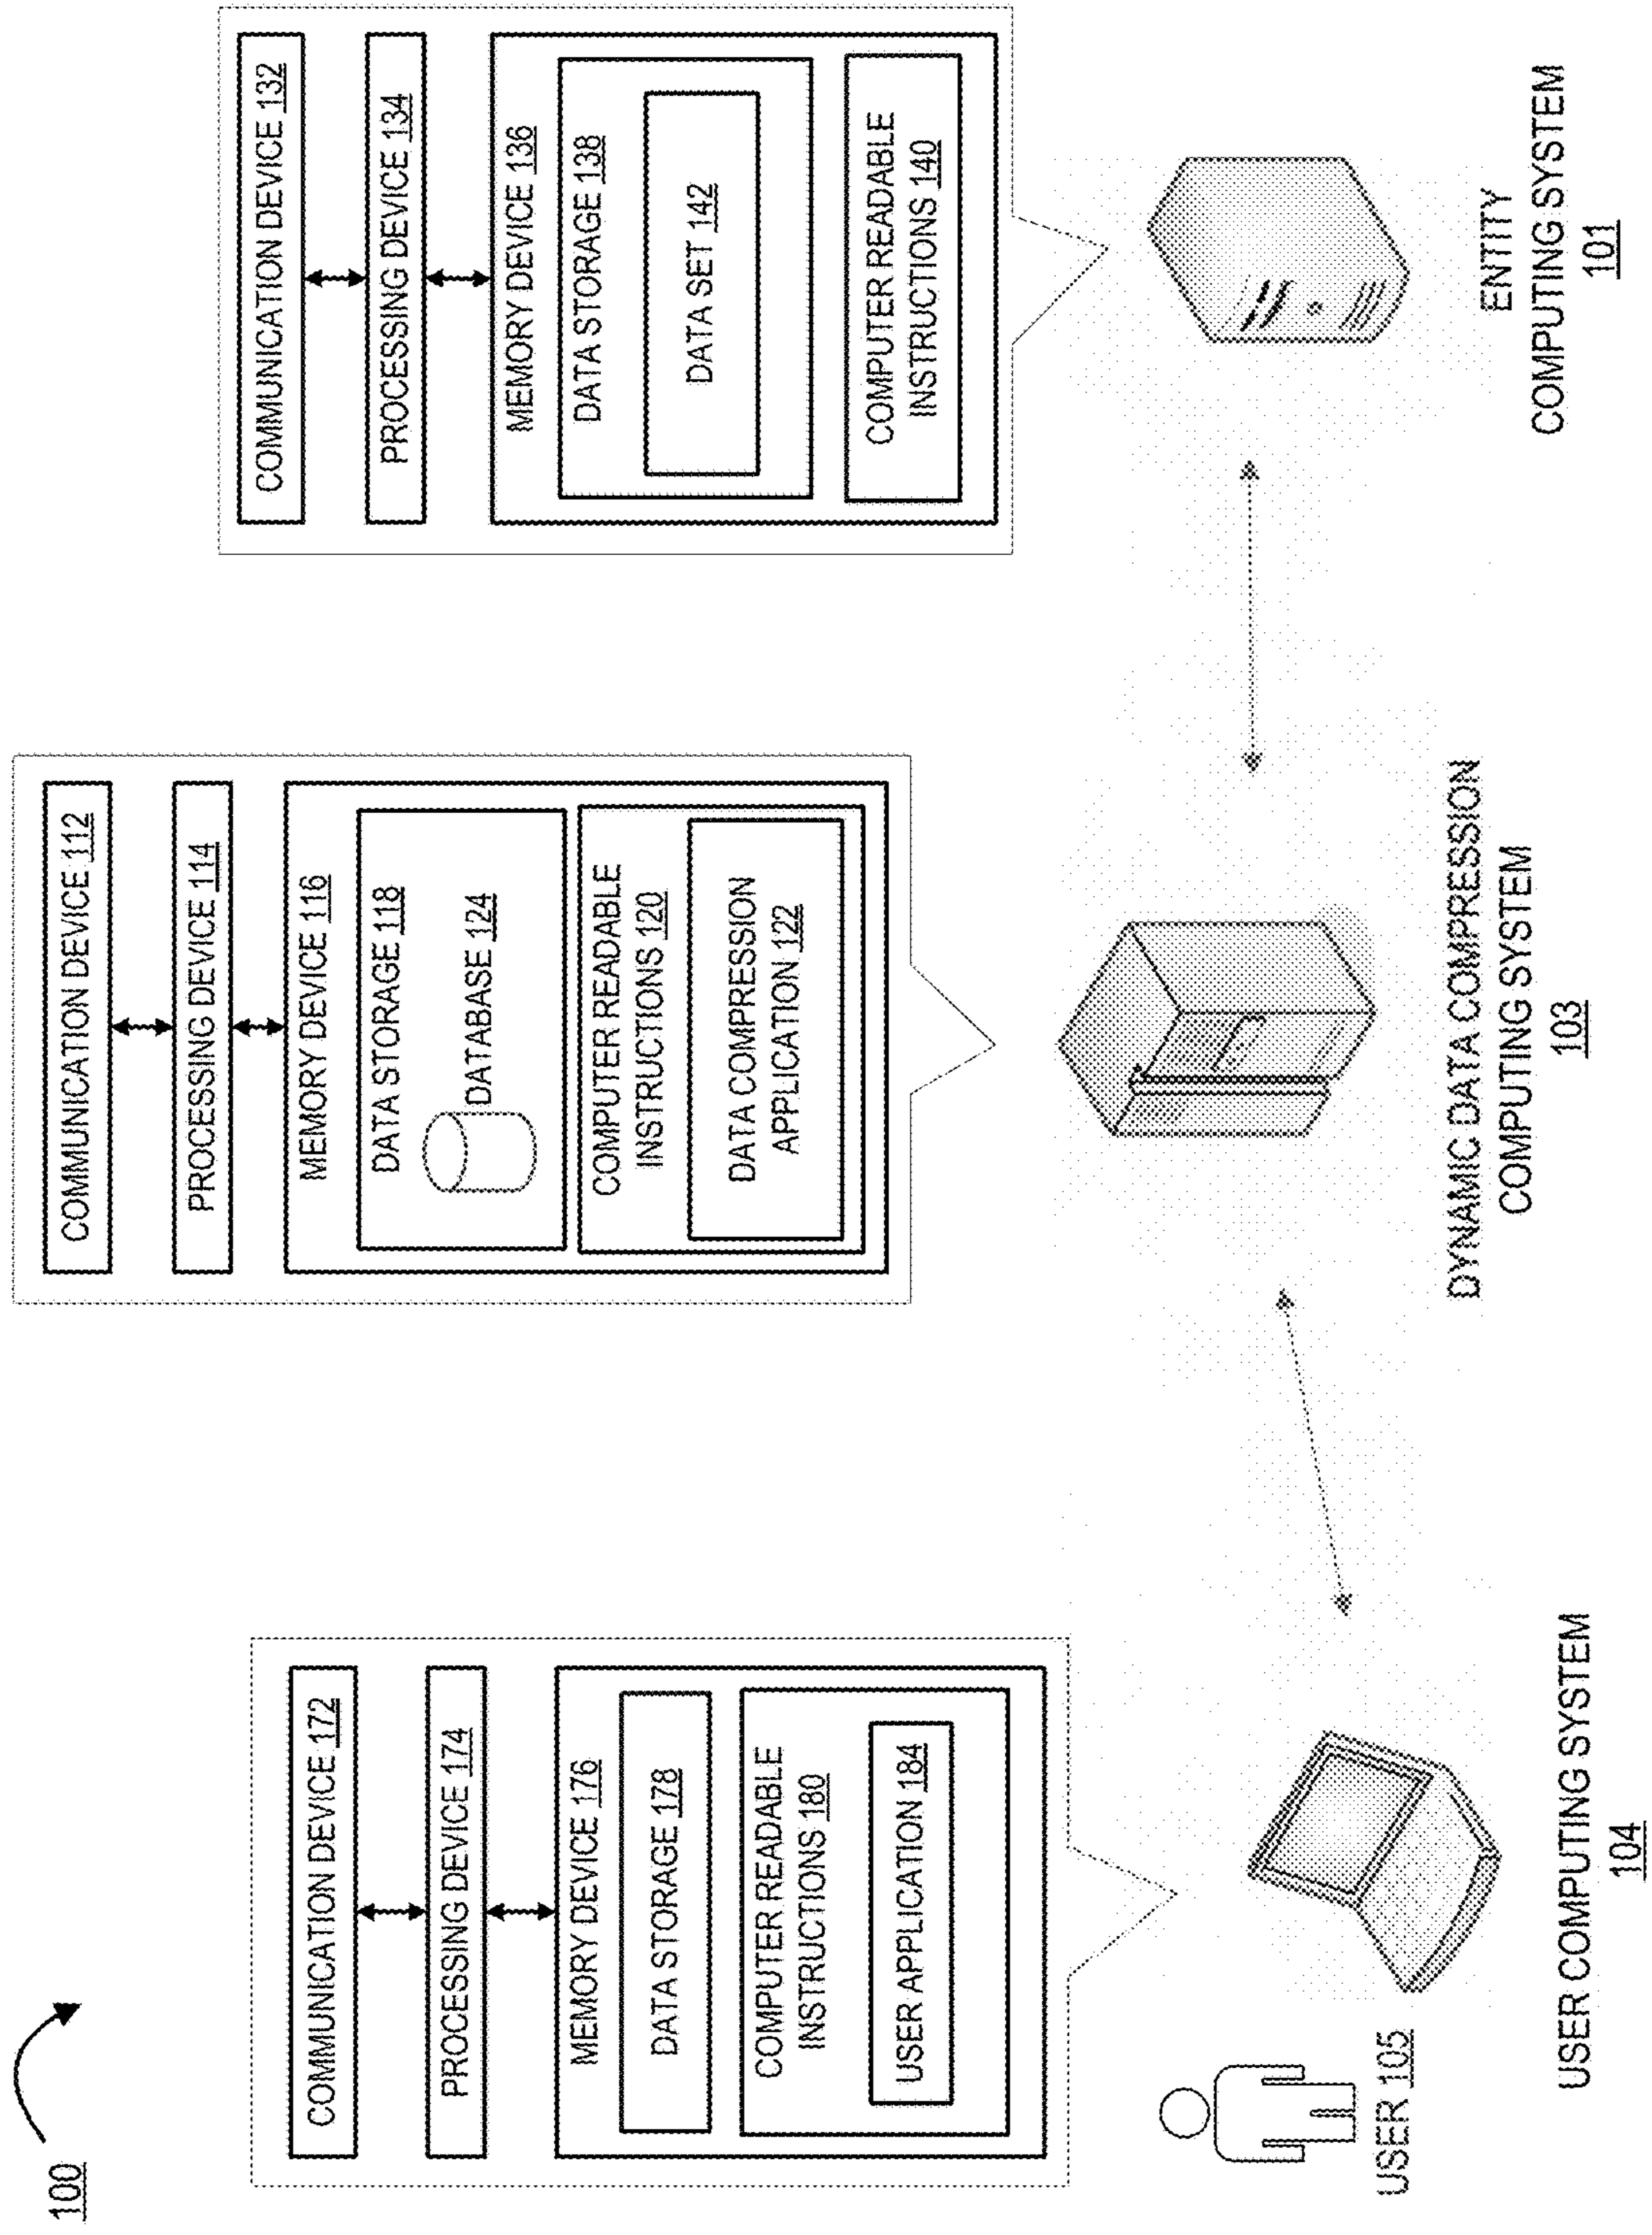 100
COMMUNICATION DEVICE 172
PROCESSING DEVICE 174
MEMORY DEVICE 176
DATA STORAGE 178
COMPUTER READABLE
INSTRUCTIONS 180
USER APPLICATION 184
USER 105
USER COMPUTING SYSTEM
104
COMMUNICATION DEVICE 112
PROCESSING DEVICE 114
MEMORY DEVICE 116
DATA STORAGE 118
DATABASE 124
COMPUTER READABLE
INSTRUCTIONS 120
DATA COMPRESSION
APPLICATION 122
DYNAMIC DATA COMPRESSION
COMPUTING SYSTEM
103
COMMUNICATION DEVICE 132
PROCESSING DEVICE 134
MEMORY DEVICE 136
DATA STORAGE 138
DATA SET 142
COMPUTER READABLE
INSTRUCTIONS 140
ENTITY
COMPUTING SYSTEM
101